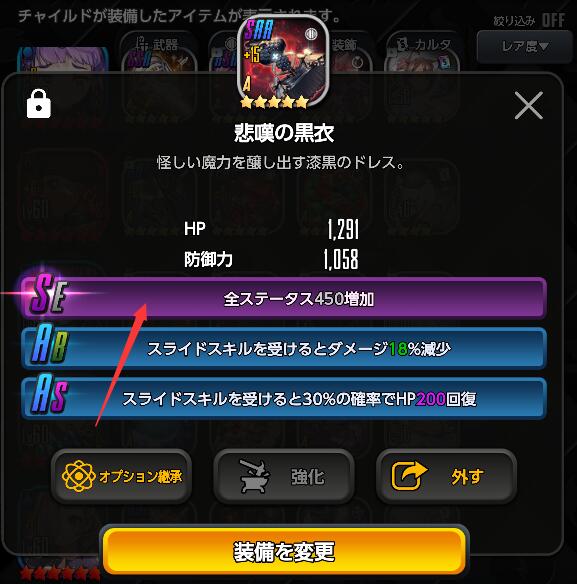 チャイルドが装備したアイテムが表示されます。
絞り込み OFF
武器
装飾
カルタ
レア度▼
SAA
+15
A
悲嘆の黒衣
怪しい魔力を醸し出す漆黒のドレス。
HP 1,291
防御力 1,058
SE 全ステータス450増加
AB スライドスキルを受けるとダメージ18%減少
AS スライドスキルを受けると30%の確率でHP200回復
オプション継承
強化
外す
装備を変更